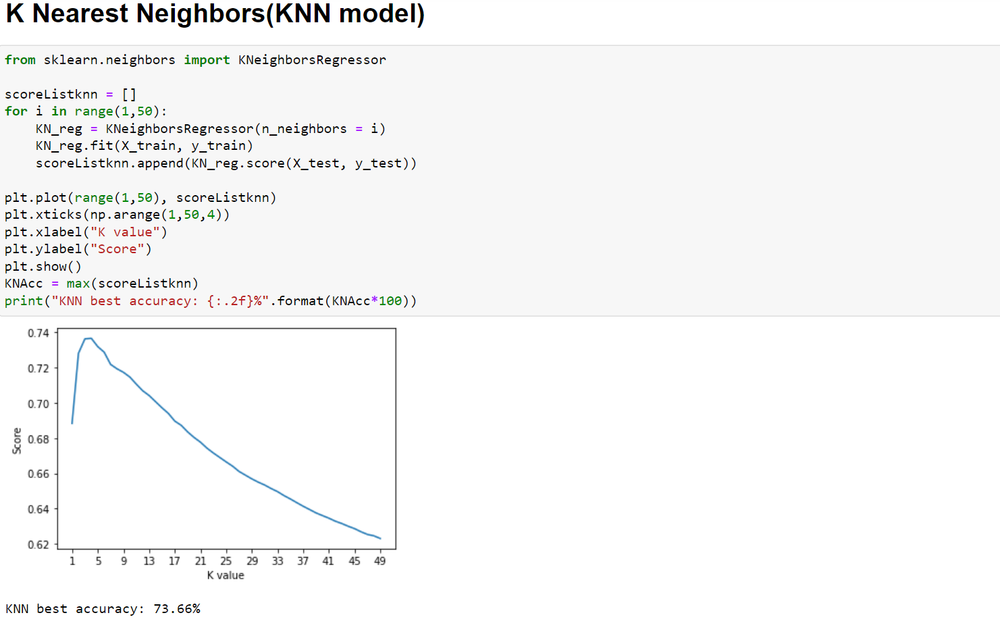 K Nearest Neighbors(KNN model)
from sklearn.neighbors import KNeighborsRegressor
scoreListknn = []
for i in range(1,50):
    KN_reg = KNeighborsRegressor(n_neighbors = i)
    KN_reg.fit(X_train, y_train)
    scoreListknn.append(KN_reg.score(X_test, y_test))
plt.plot(range(1,50), scoreListknn)
plt.xticks(np.arange(1,50,4))
plt.xlabel("K value")
plt.ylabel("Score")
plt.show()
KNAcc = max(scoreListknn)
print("KNN best accuracy: {:.2f}%".format(KNAcc*100))
0.74
0.72
0.70
0.68
0.66
0.64
0.62
Score
1 5 9 13 17 21 25 29 33 37 41 45 49
K value
KNN best accuracy: 73.66%